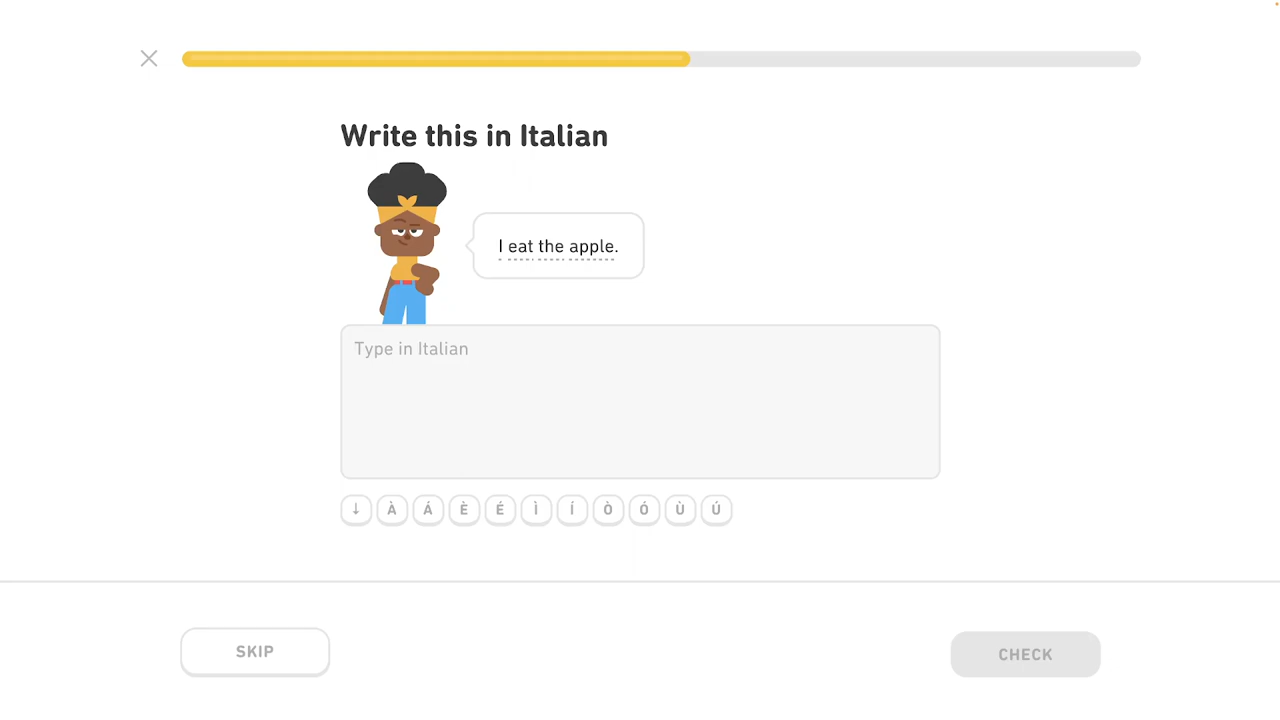 Write this in Italian
I eat the apple.
Type in Italian
↓ À Á È É Ì Í Ò Ó Ù Ú
SKIP
CHECK